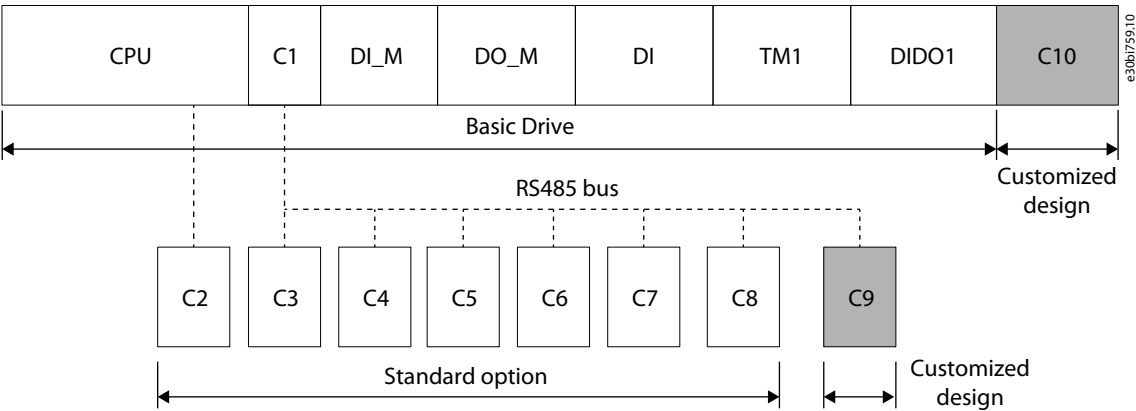 CPU C1 DI_M DO_M DI TM1 DIDO1 C10
e30bi759.10
Basic Drive
Customized
design
RS485 bus
C2 C3 C4 C5 C6 C7 C8 C9
Standard option
Customized
design